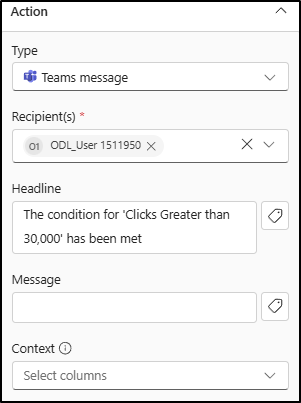 Action
Type
Teams message
Recipient(s) *
O1 ODL_User 1511950
Headline
The condition for 'Clicks Greater than
30,000' has been met
Message
Context
Select columns